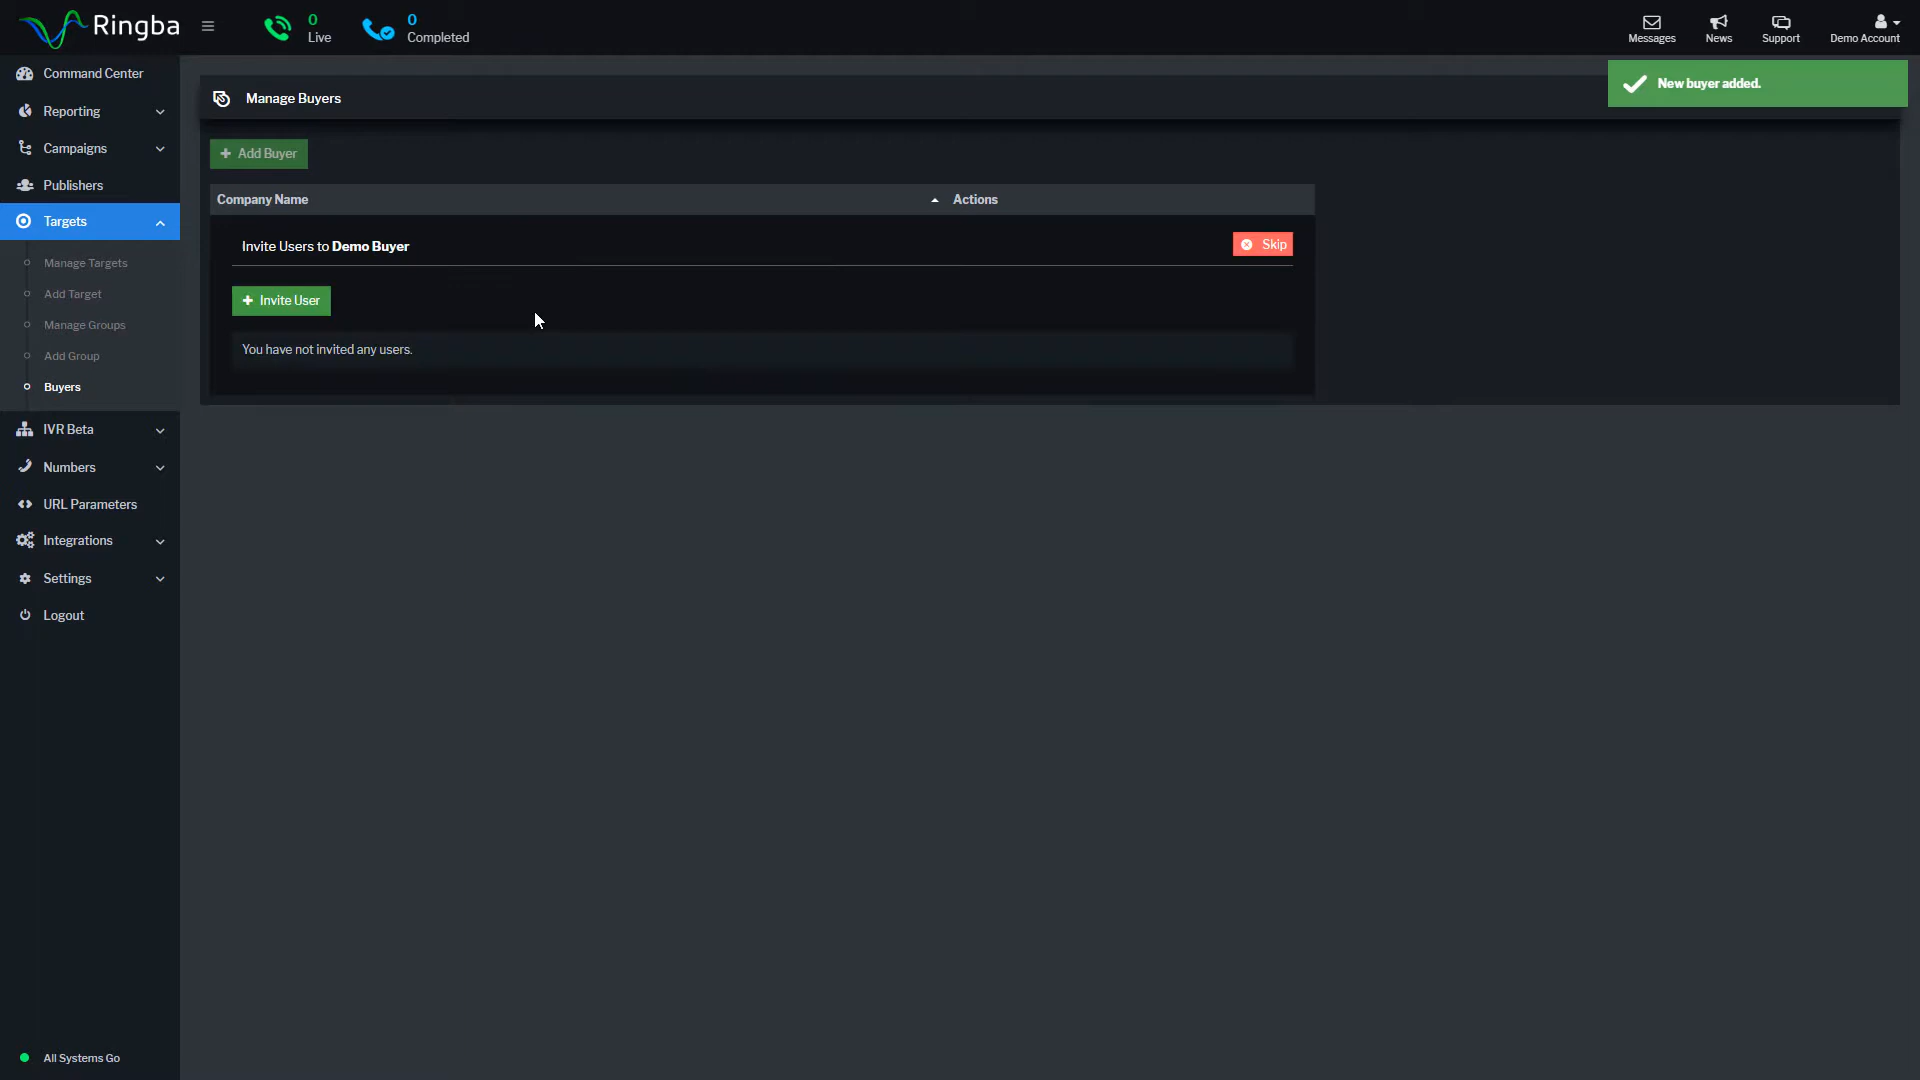 Ringba
0
Live
0
Completed
Messages
News
Support
Demo Account
New buyer added.
Command Center
Reporting
Campaigns
Publishers
Targets
Manage Targets
Add Target
Manage Groups
Add Group
Buyers
IVR Beta
Numbers
URL Parameters
Integrations
Settings
Logout
All Systems Go
Manage Buyers
Add Buyer
Company Name
Actions
Invite Users to Demo Buyer
Skip
Invite User
You have not invited any users.